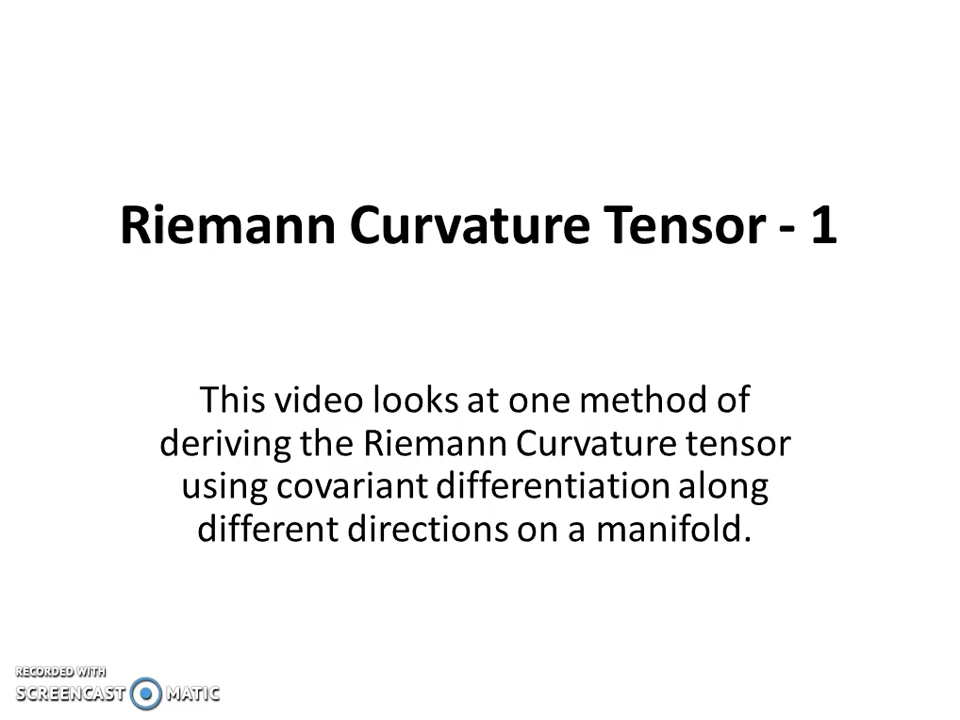 Riemann Curvature Tensor - 1
This video looks at one method of
deriving the Riemann Curvature tensor
using covariant differentiation along
different directions on a manifold.
RECORDED WITH
SCREENCAST MATIC